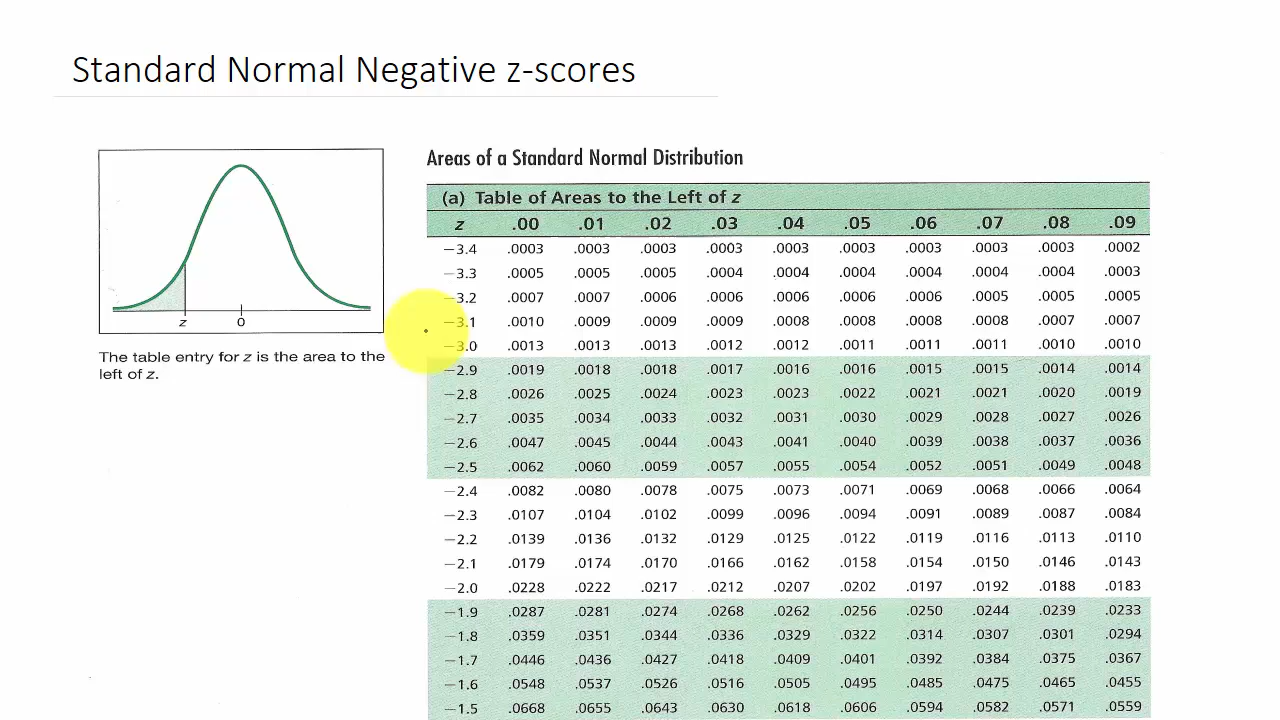 Standard Normal Negative z-scores
z 0
The table entry for z is the area to the
left of z.
Areas of a Standard Normal Distribution
(a) Table of Areas to the Left of z
z .00 .01 .02 .03 .04 .05 .06 .07 .08 .09
−3.4 .0003 .0003 .0003 .0003 .0003 .0003 .0003 .0003 .0003 .0002
−3.3 .0005 .0005 .0005 .0004 .0004 .0004 .0004 .0004 .0004 .0003
−3.2 .0007 .0007 .0006 .0006 .0006 .0006 .0006 .0005 .0005 .0005
−3.1 .0010 .0009 .0009 .0009 .0008 .0008 .0008 .0008 .0007 .0007
−3.0 .0013 .0013 .0013 .0012 .0012 .0011 .0011 .0011 .0010 .0010
−2.9 .0019 .0018 .0018 .0017 .0016 .0016 .0015 .0015 .0014 .0014
−2.8 .0026 .0025 .0024 .0023 .0023 .0022 .0021 .0021 .0020 .0019
−2.7 .0035 .0034 .0033 .0032 .0031 .0030 .0029 .0028 .0027 .0026
−2.6 .0047 .0045 .0044 .0043 .0041 .0040 .0039 .0038 .0037 .0036
−2.5 .0062 .0060 .0059 .0057 .0055 .0054 .0052 .0051 .0049 .0048
−2.4 .0082 .0080 .0078 .0075 .0073 .0071 .0069 .0068 .0066 .0064
−2.3 .0107 .0104 .0102 .0099 .0096 .0094 .0091 .0089 .0087 .0084
−2.2 .0139 .0136 .0132 .0129 .0125 .0122 .0119 .0116 .0113 .0110
−2.1 .0179 .0174 .0170 .0166 .0162 .0158 .0154 .0150 .0146 .0143
−2.0 .0228 .0222 .0217 .0212 .0207 .0202 .0197 .0192 .0188 .0183
−1.9 .0287 .0281 .0274 .0268 .0262 .0256 .0250 .0244 .0239 .0233
−1.8 .0359 .0351 .0344 .0336 .0329 .0322 .0314 .0307 .0301 .0294
−1.7 .0446 .0436 .0427 .0418 .0409 .0401 .0392 .0384 .0375 .0367
−1.6 .0548 .0537 .0526 .0516 .0505 .0495 .0485 .0475 .0465 .0455
−1.5 .0668 .0655 .0643 .0630 .0618 .0606 .0594 .0582 .0571 .0559